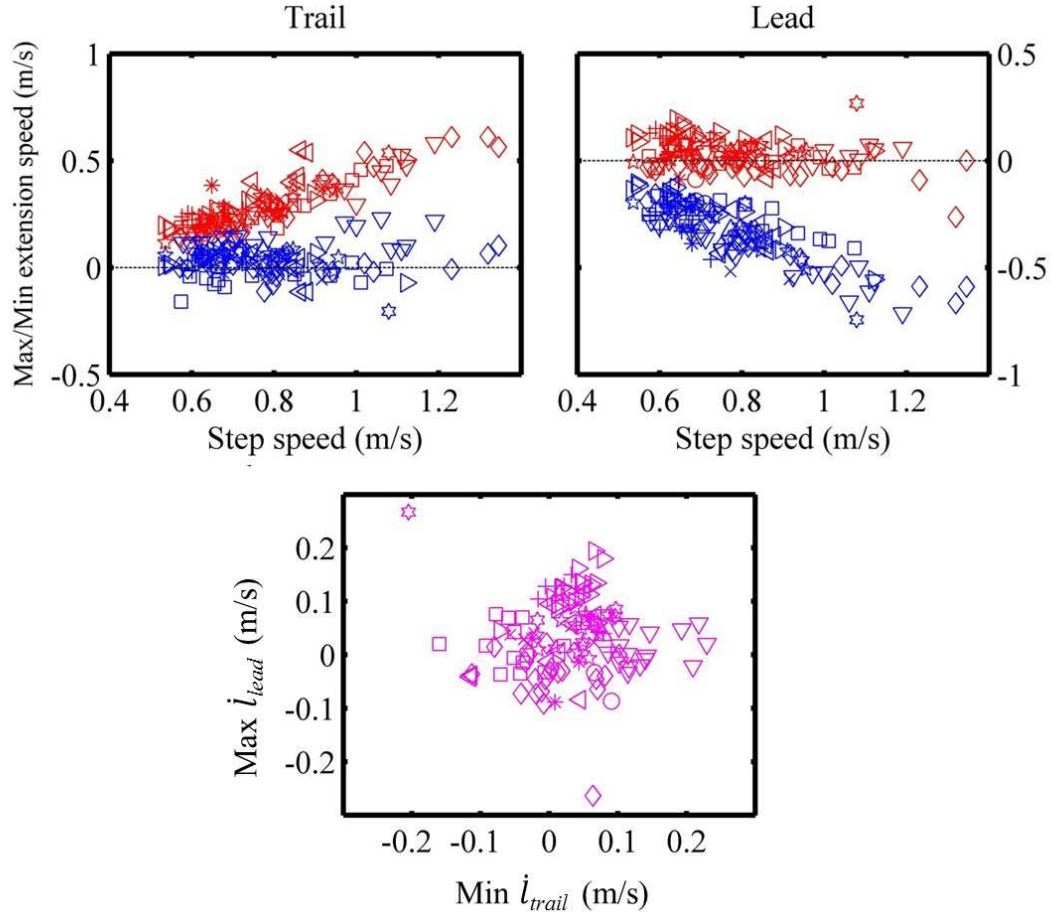 Trail
Lead
Max/Min extension speed (m/s)
1
0.5
0
-0.5
0.4 0.6 0.8 1 1.2
Step speed (m/s)
0.5
0
-0.5
-1
0.4 0.6 0.8 1 1.2
Step speed (m/s)
Max l̇lead (m/s)
0.2
0.1
0
-0.1
-0.2
-0.2 -0.1 0 0.1 0.2
Min l̇trail (m/s)